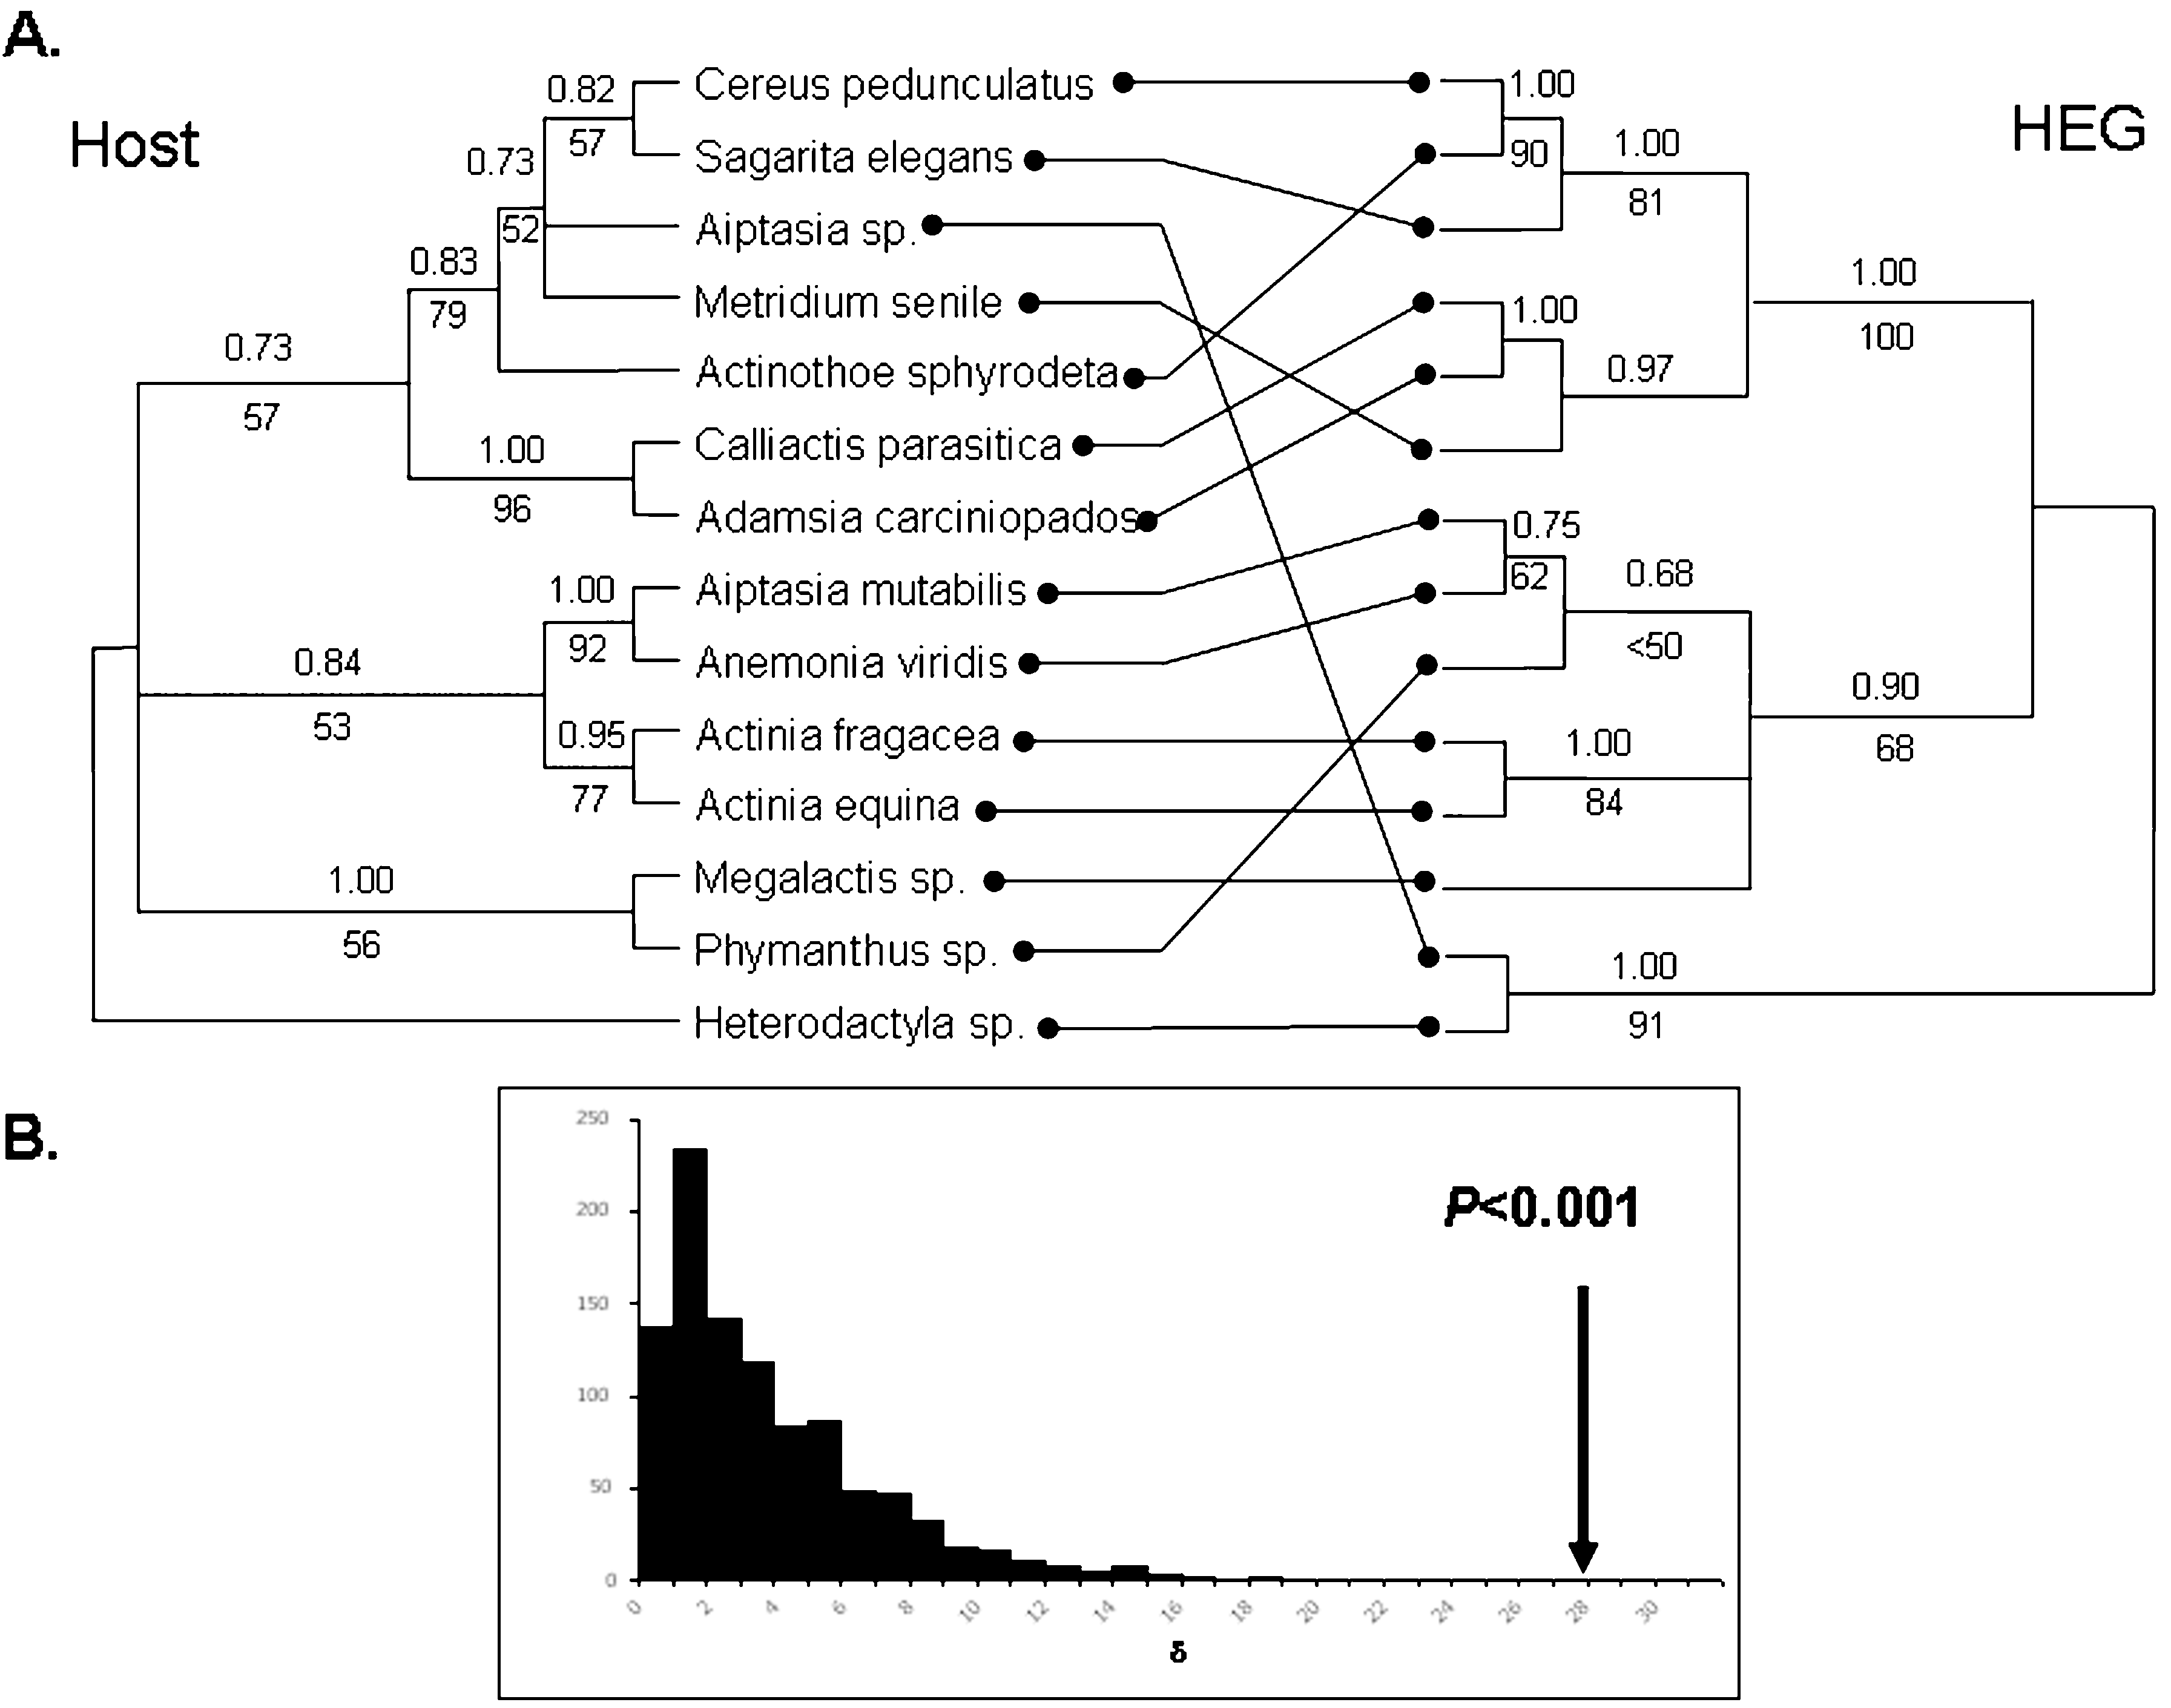 A.
Host
HEG
0.82
57
0.73
52
0.83
79
0.73
57
1.00
96
1.00
92
0.84
53
0.95
77
1.00
56
Cereus pedunculatus
Sagarita elegans
Aiptasia sp.
Metridium senile
Actinothoe sphyrodeta
Calliactis parasitica
Adamsia carciniopados
Aiptasia mutabilis
Anemonia viridis
Actinia fragacea
Actinia equina
Megalactis sp.
Phymanthus sp.
Heterodactyla sp.
1.00
90
1.00
81
1.00
100
1.00
0.97
0.75
62
0.68
<50
0.90
68
1.00
84
1.00
91
B.
250
200
150
100
50
0
P<0.001
0 2 4 6 8 10 12 14 16 18 20 22 24 26 28 30
δ